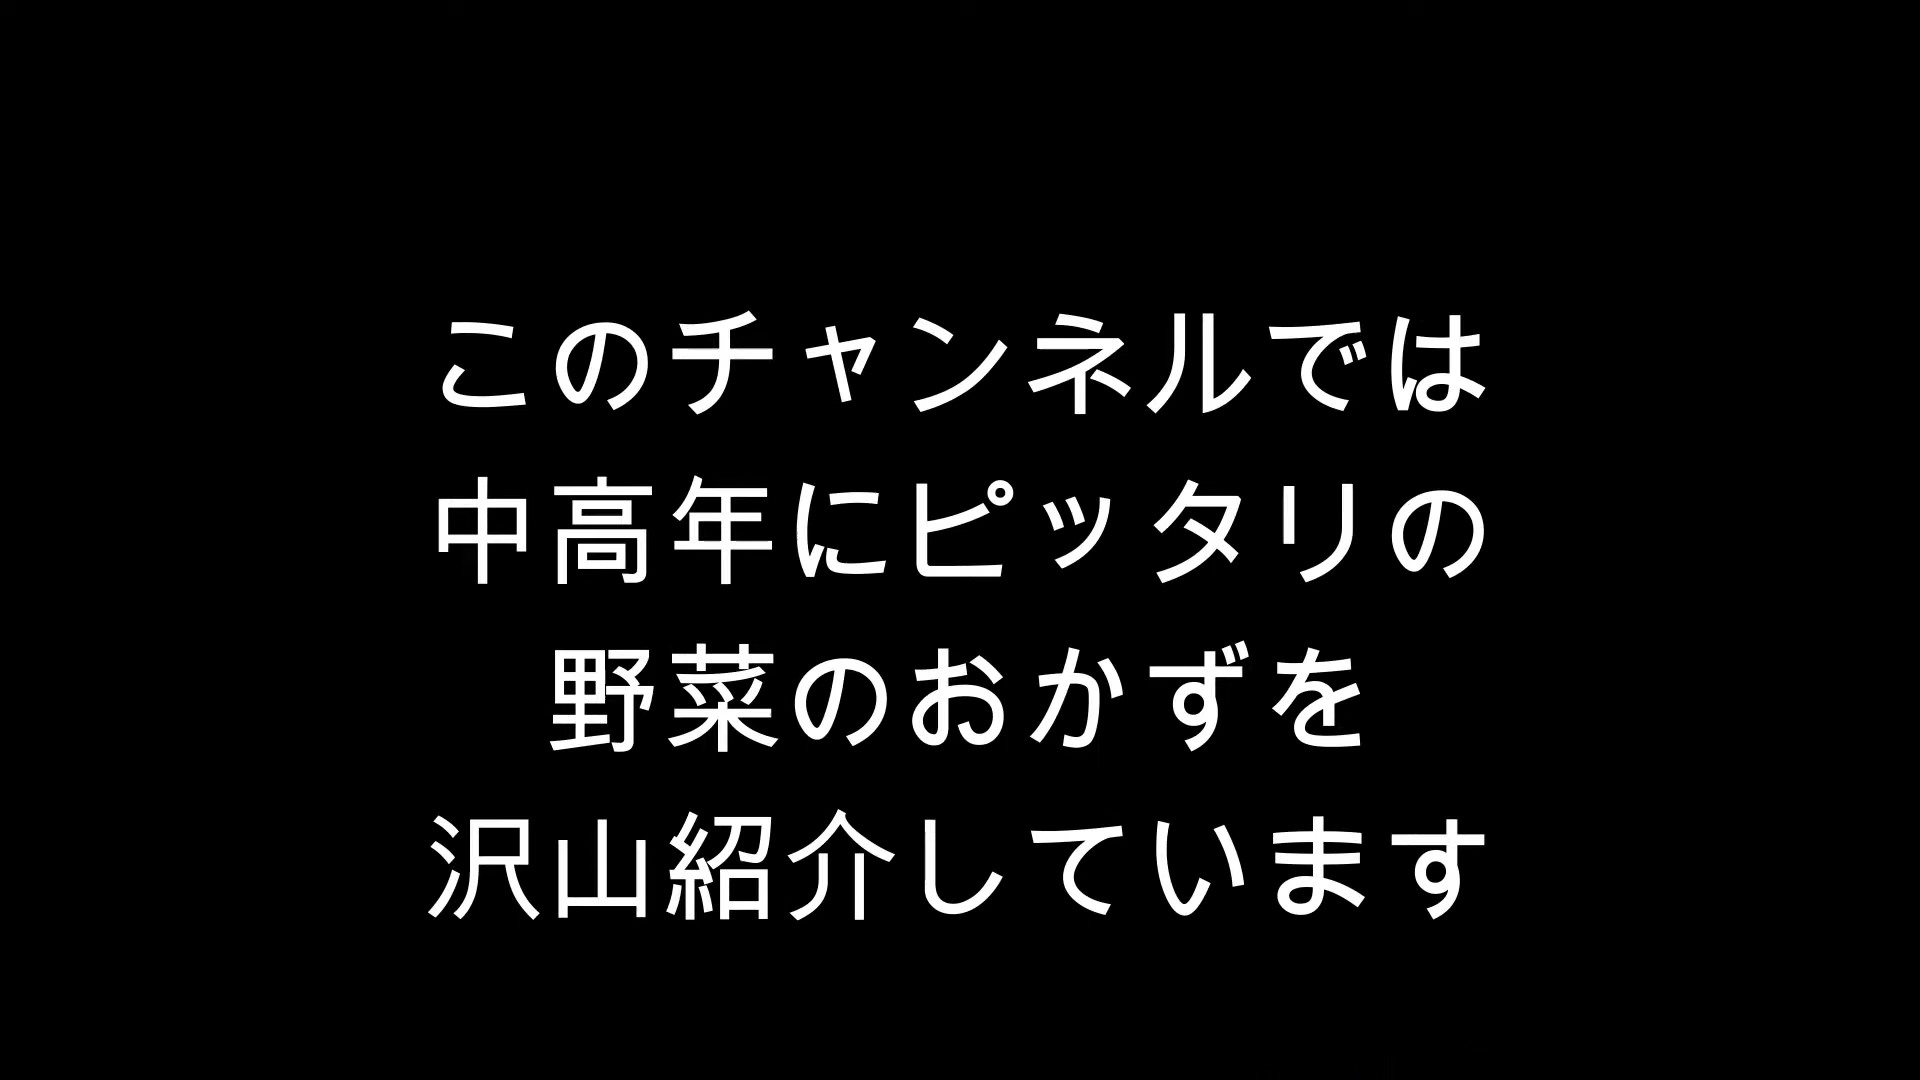 このチャンネルでは
中高年にピッタリの
野菜のおかずを
沢山紹介しています